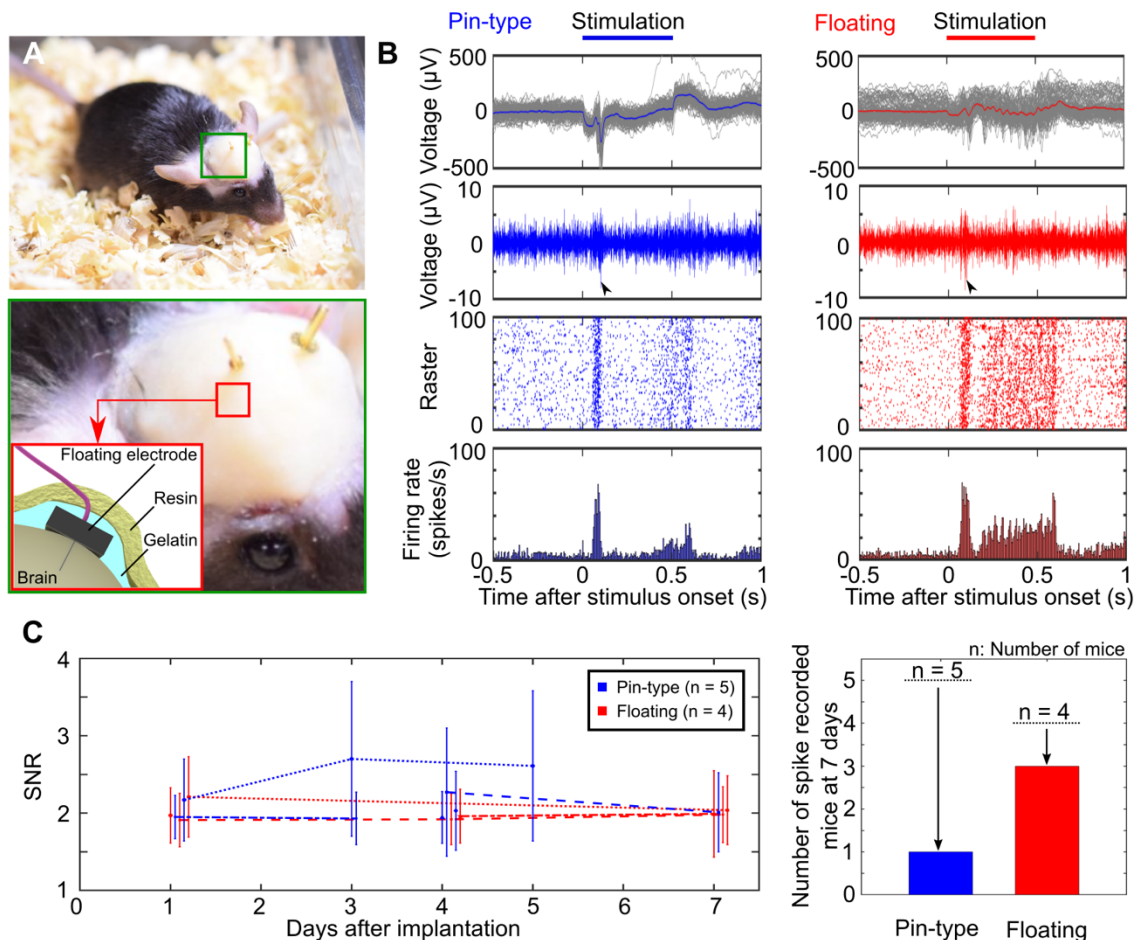 A
Floating electrode
Resin
Gelatin
Brain
B
Pin-type
Stimulation
Floating
Stimulation
Voltage (μV)
500
0
-500
500
0
-500
Voltage (μV)
10
0
-10
10
0
-10
Raster
100
0
100
0
Firing rate
(spikes/s)
100
0
100
0
-0.5 0 0.5 1
Time after stimulus onset (s)
-0.5 0 0.5 1
Time after stimulus onset (s)
C
SNR
4
3
2
1
0 1 2 3 4 5 6 7
Days after implantation
Pin-type (n = 5)
Floating (n = 4)
n: Number of mice
Number of spike recorded
mice at 7 days
5
4
3
2
1
0
n = 5
n = 4
Pin-type Floating